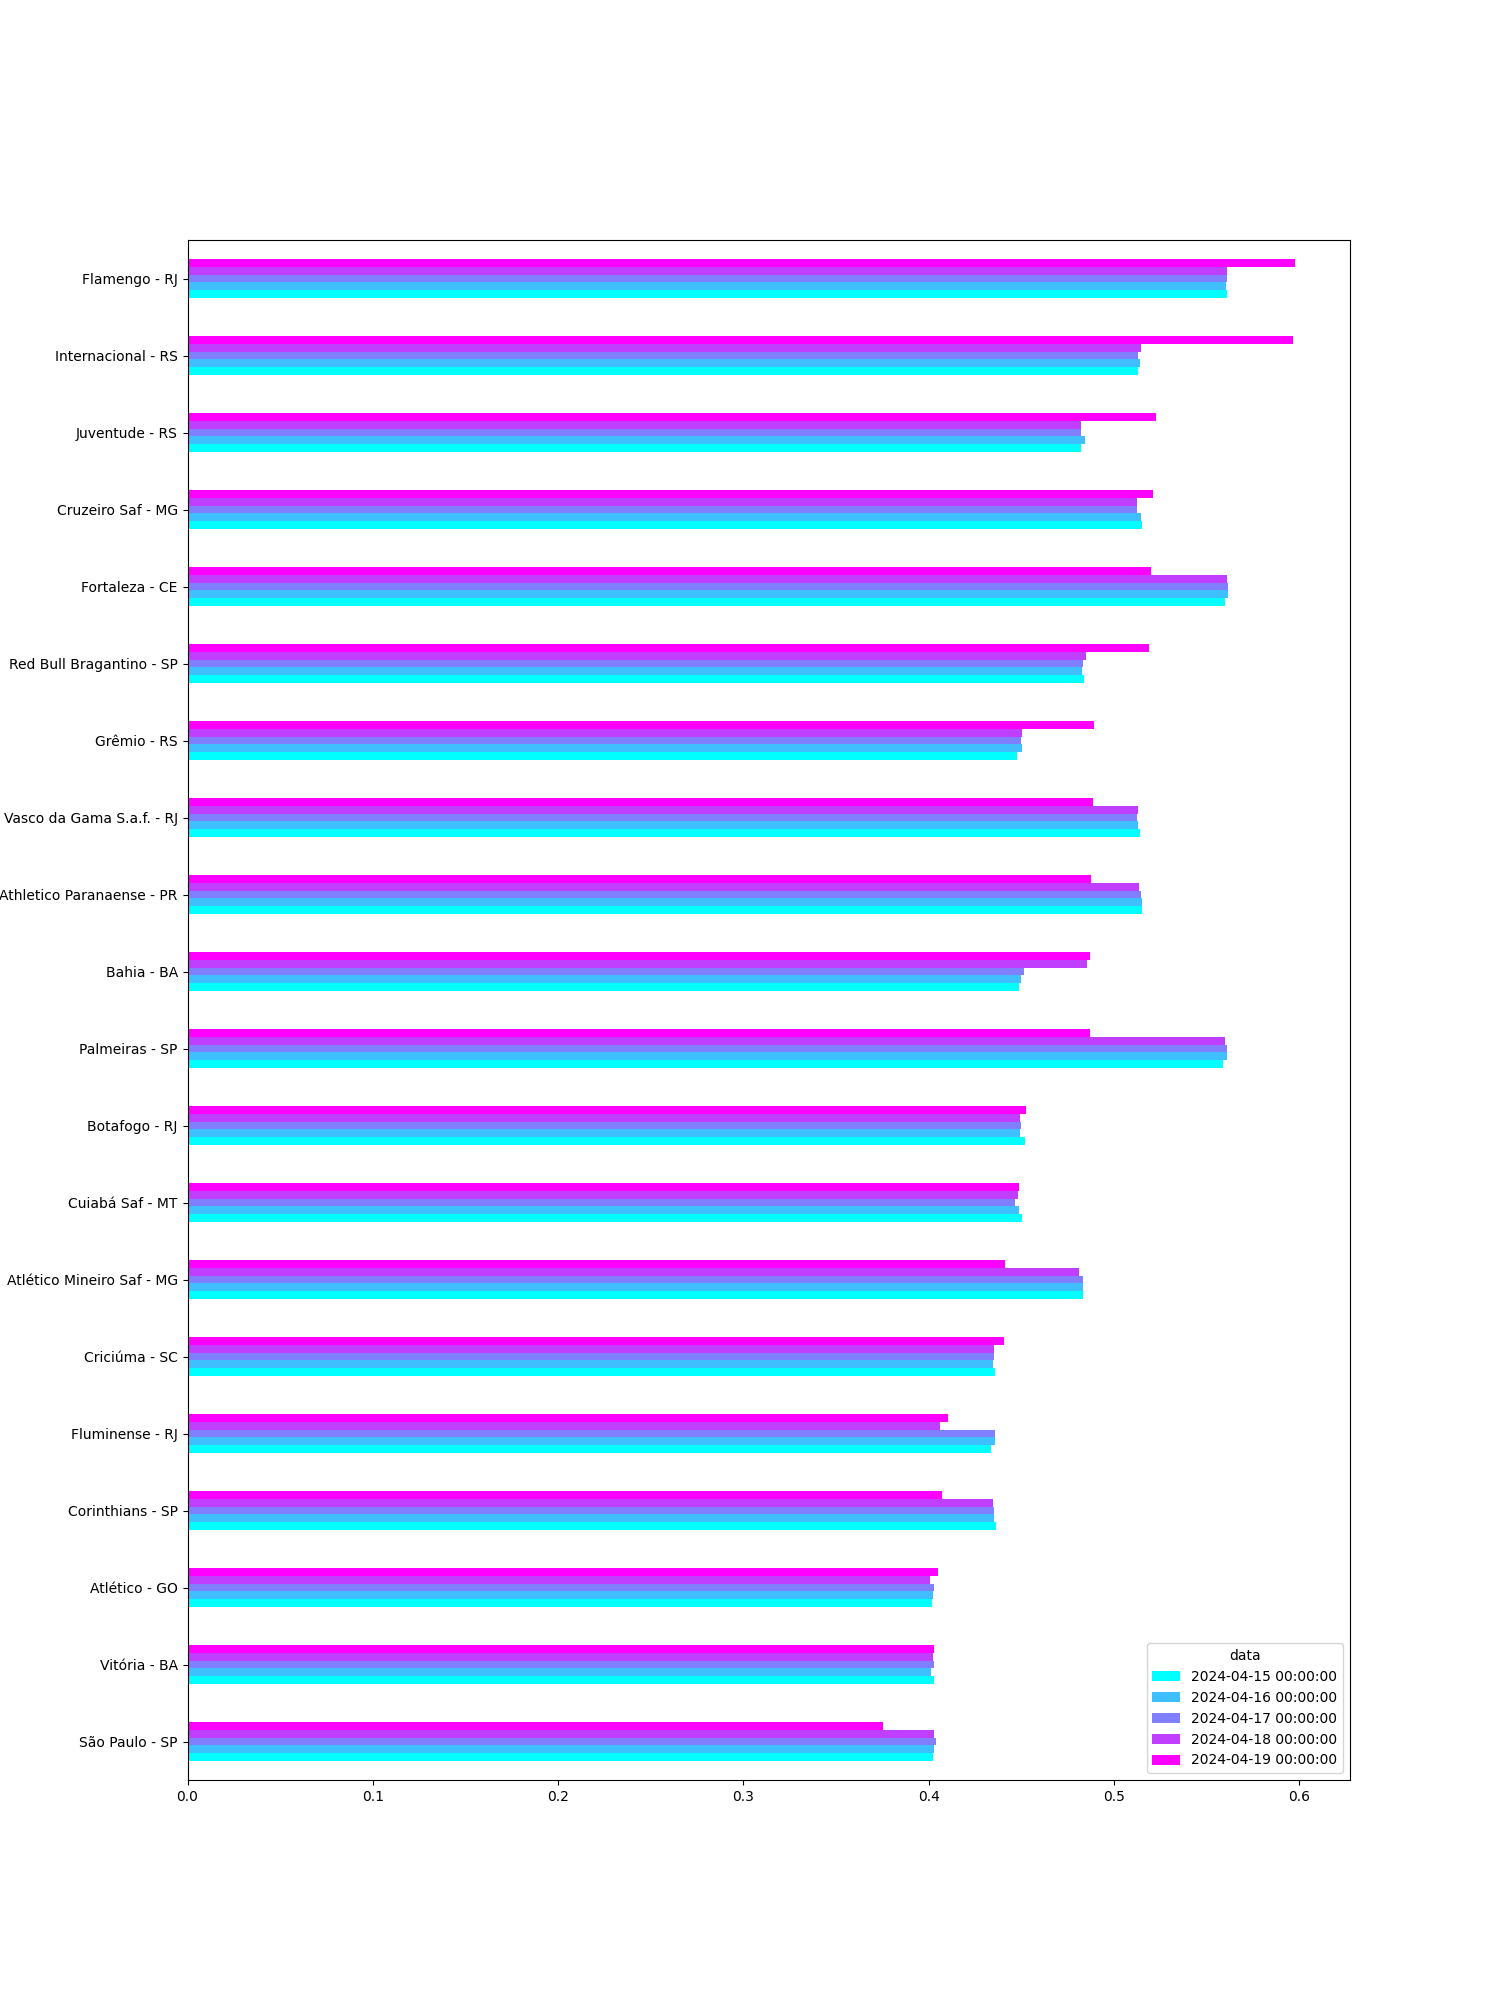 Flamengo - RJ
Internacional - RS
Juventude - RS
Cruzeiro Saf - MG
Fortaleza - CE
Red Bull Bragantino - SP
Grêmio - RS
Vasco da Gama S.a.f. - RJ
Athletico Paranaense - PR
Bahia - BA
Palmeiras - SP
Botafogo - RJ
Cuiabá Saf - MT
Atlético Mineiro Saf - MG
Criciúma - SC
Fluminense - RJ
Corinthians - SP
Atlético - GO
Vitória - BA
São Paulo - SP
data
2024-04-15 00:00:00
2024-04-16 00:00:00
2024-04-17 00:00:00
2024-04-18 00:00:00
2024-04-19 00:00:00
0.0 0.1 0.2 0.3 0.4 0.5 0.6